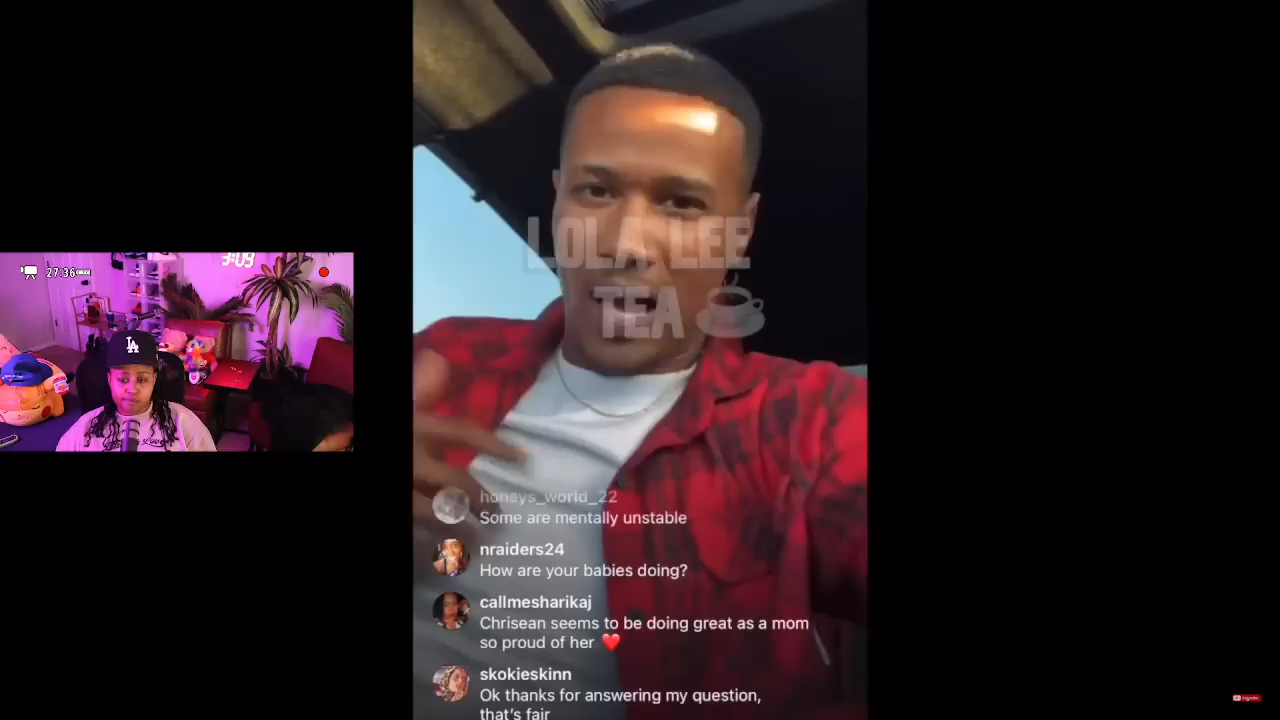 3:09
27:36
LA
LOLA LEE
TEA
honeys_world_22
Some are mentally unstable
nraiders24
How are your babies doing?
callmesharikaj
Chrisean seems to be doing great as a mom
so proud of her ❤️
skokieskinn
Ok thanks for answering my question,
that's fair